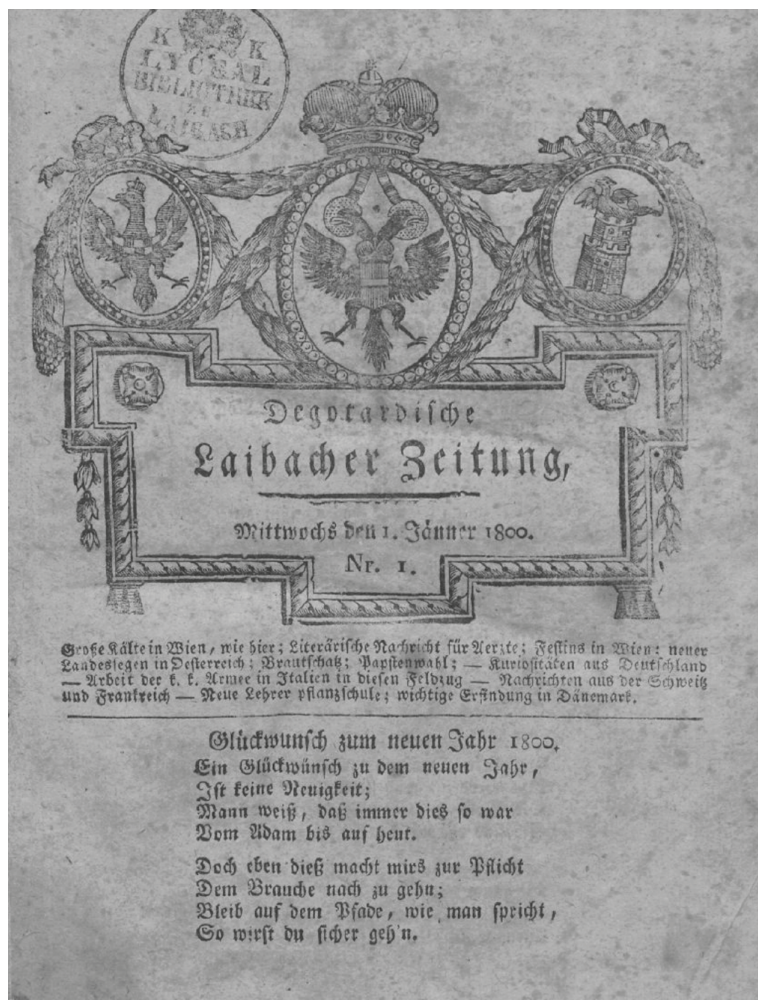 K K
LYCEAL
BIBLIOTHEK
ZU
LAIBACH
Degotardische
Laibacher Zeitung,
Mittwochs den 1. Jänner 1800.
Nr. 1.
Große Kälte in Wien, wie hier; Literärische Nachricht für Aerzte; Festins in Wien: neuer
Landessegen in Oesterreich; Brautschatz; Papstenwahl; — Kuriositäten aus Deutschland
— Arbeit der k. k. Armee in Italien in diesen Feldzug — Nachrichten aus der Schweitz
und Frankreich — Neue Lehrer pflanzschule; wichtige Erfindung in Dänemark.
Glückwunsch zum neuen Jahr 1800.
Ein Glückwünsch zu dem neuen Jahr,
Ist keine Neuigkeit;
Mann weiß, daß immer dies so war
Vom Adam bis auf heut.
Doch eben dieß macht mirs zur Pflicht
Dem Brauche nach zu gehn;
Bleib auf dem Pfade, wie man spricht,
So wirst du sicher geh'n.